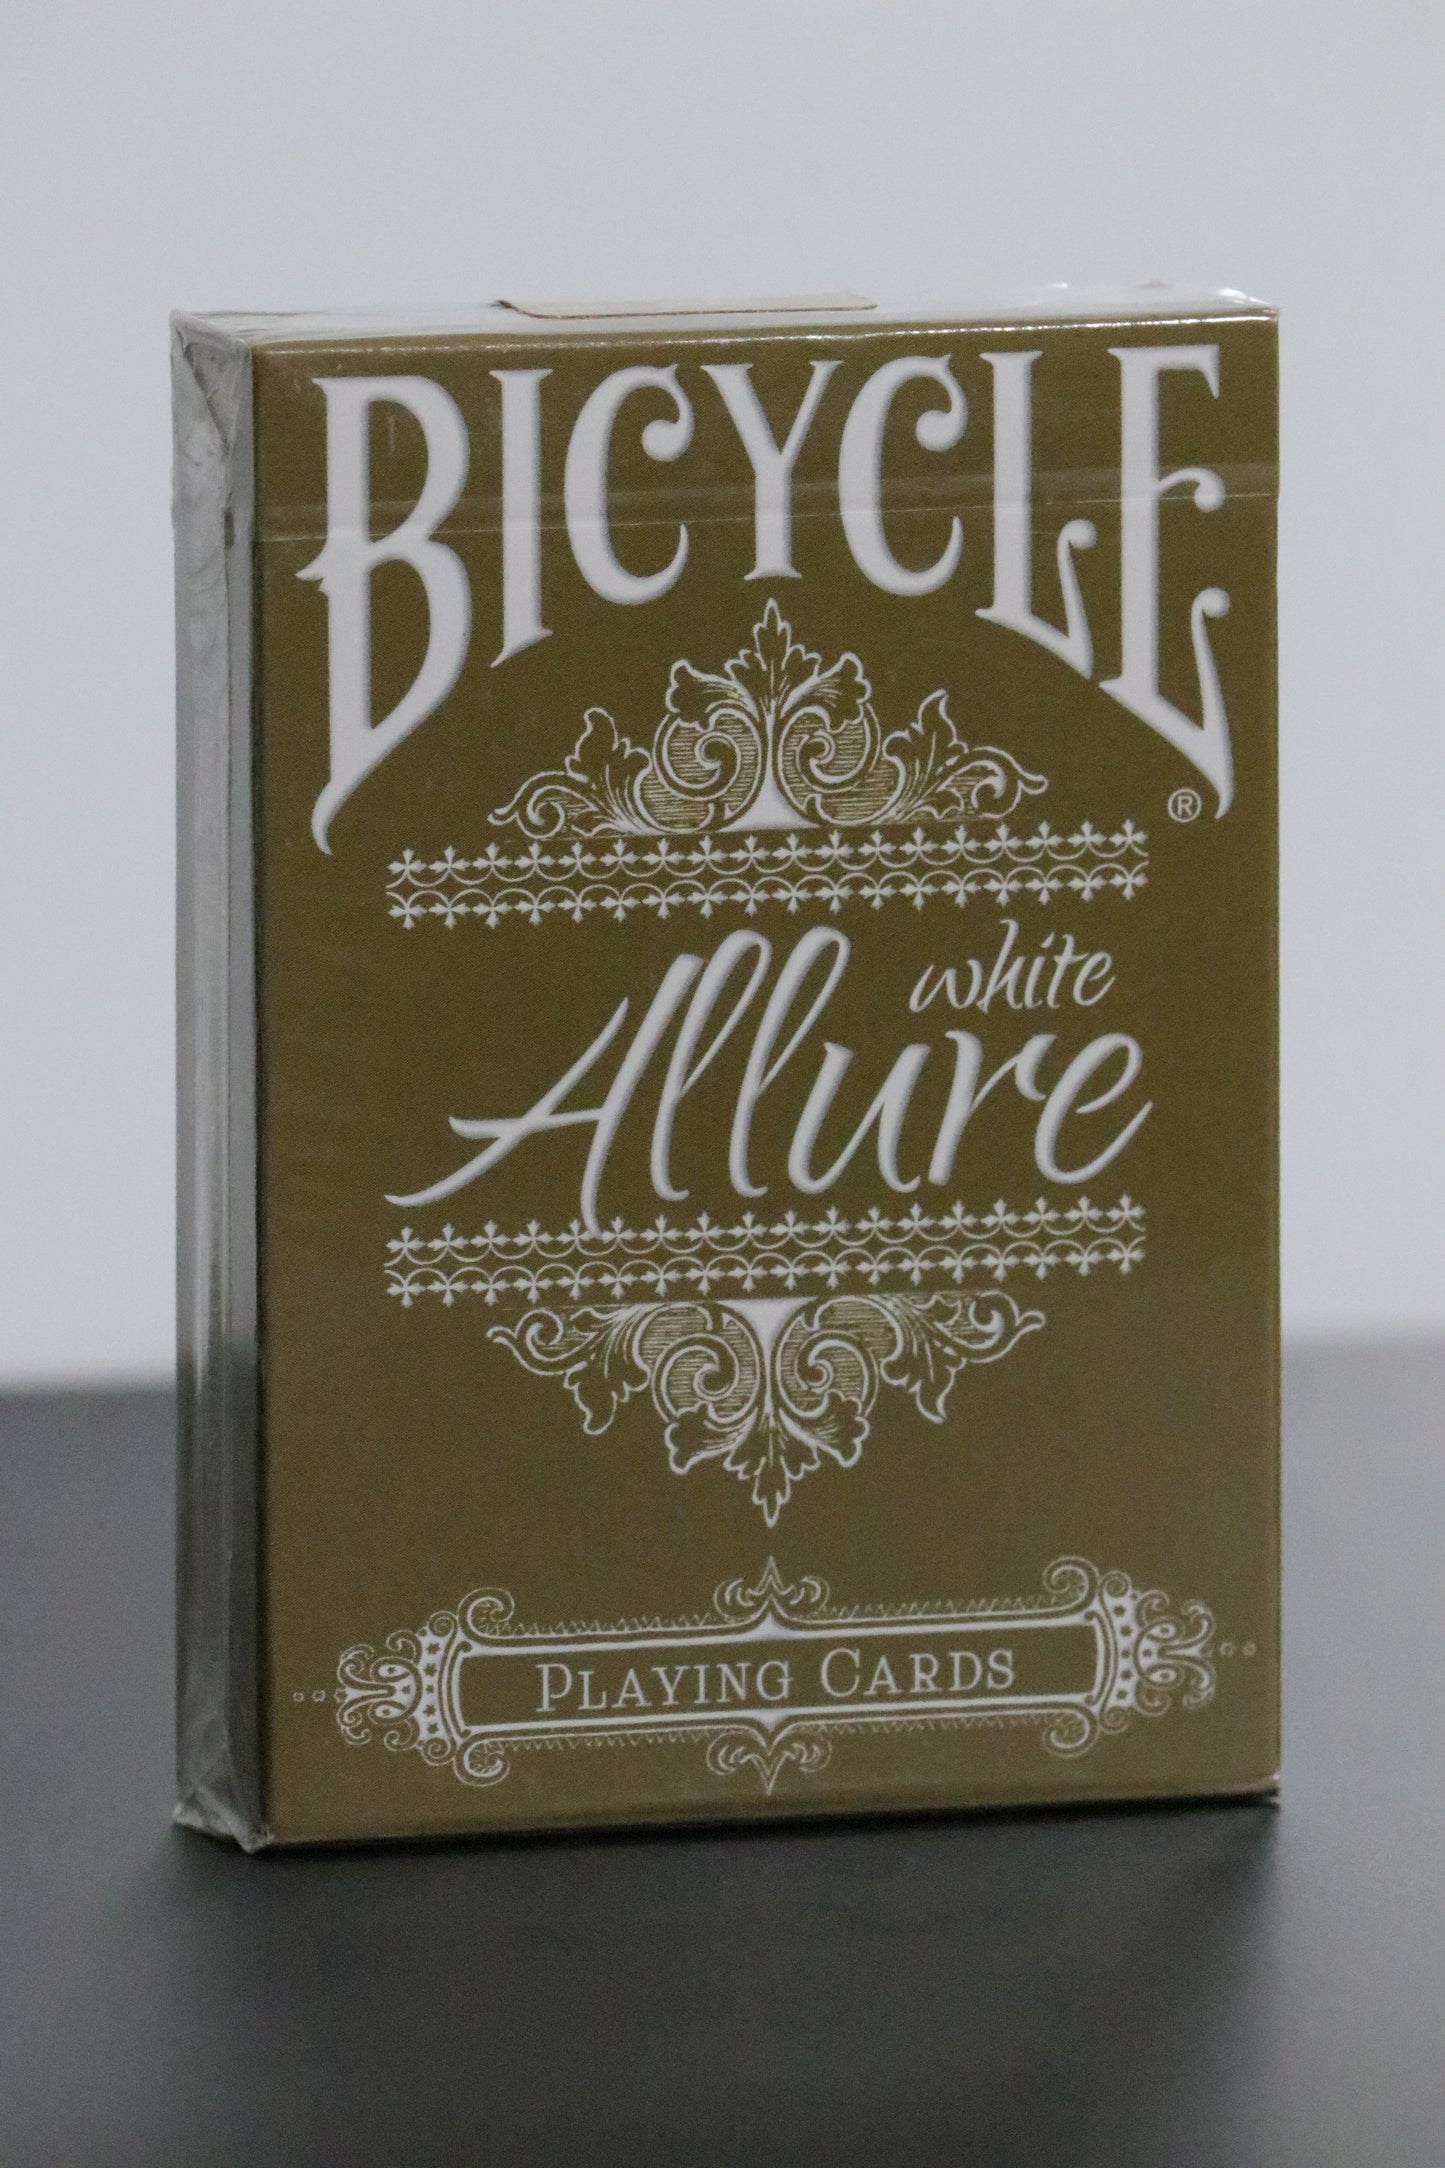 BICYCLE
®
white
Allure
PLAYING CARDS